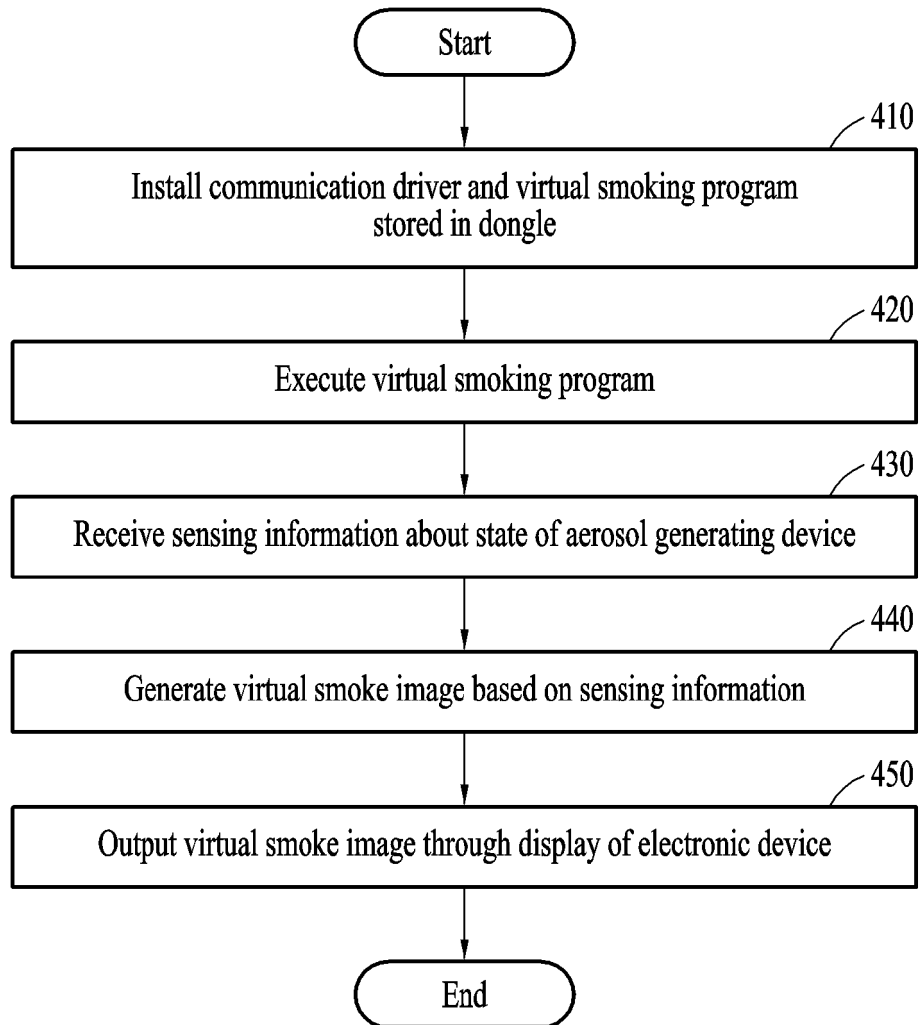 Start
410
Install communication driver and virtual smoking program
stored in dongle
420
Execute virtual smoking program
430
Receive sensing information about state of aerosol generating device
440
Generate virtual smoke image based on sensing information
450
Output virtual smoke image through display of electronic device
End